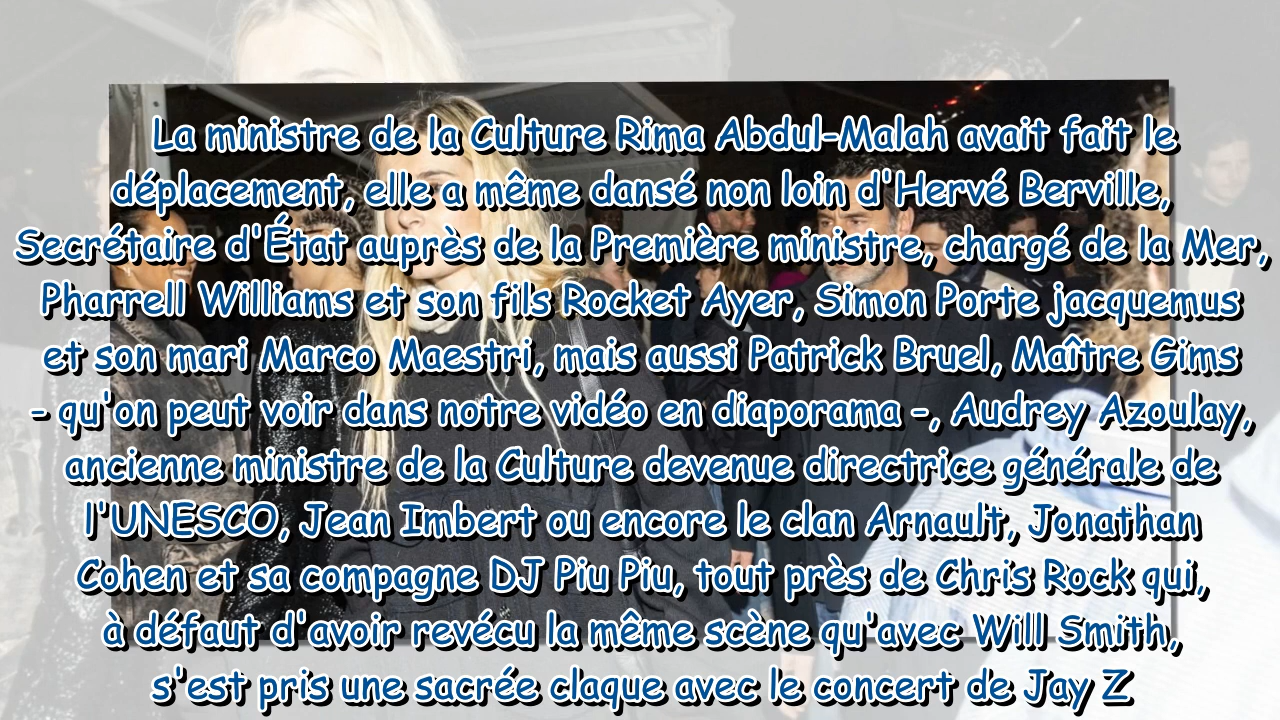 La ministre de la Culture Rima Abdul-Malah avait fait le
déplacement, elle a même dansé non loin d'Hervé Berville,
Secrétaire d'État auprès de la Première ministre, chargé de la Mer,
Pharrell Williams et son fils Rocket Ayer, Simon Porte jacquemus
et son mari Marco Maestri, mais aussi Patrick Bruel, Maître Gims
- qu'on peut voir dans notre vidéo en diaporama -, Audrey Azoulay,
ancienne ministre de la Culture devenue directrice générale de
l'UNESCO, Jean Imbert ou encore le clan Arnault, Jonathan
Cohen et sa compagne DJ Piu Piu, tout près de Chris Rock qui,
à défaut d'avoir revécu la même scène qu'avec Will Smith,
s'est pris une sacrée claque avec le concert de Jay Z